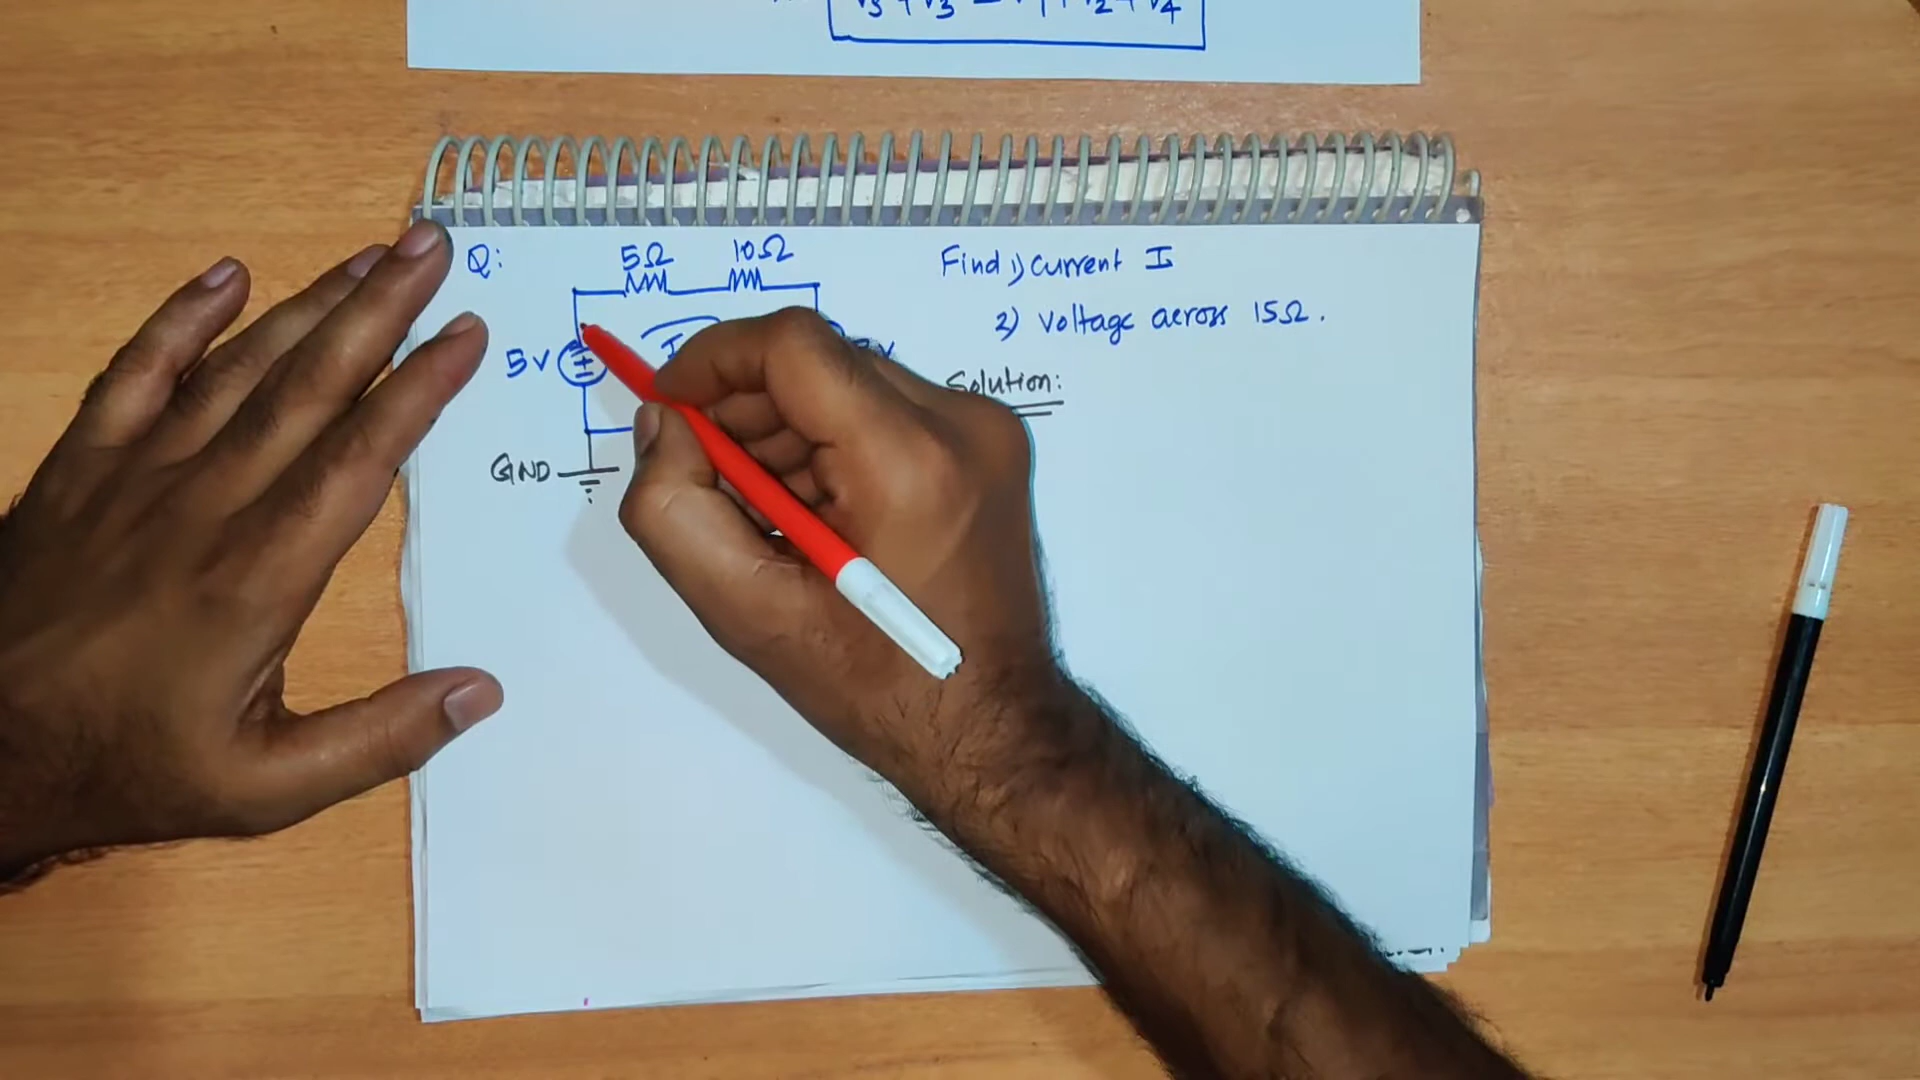 Q:
5Ω 10Ω
5V + -
I
V
GND
Find 1) current I
2) voltage across 15Ω.
Solution: